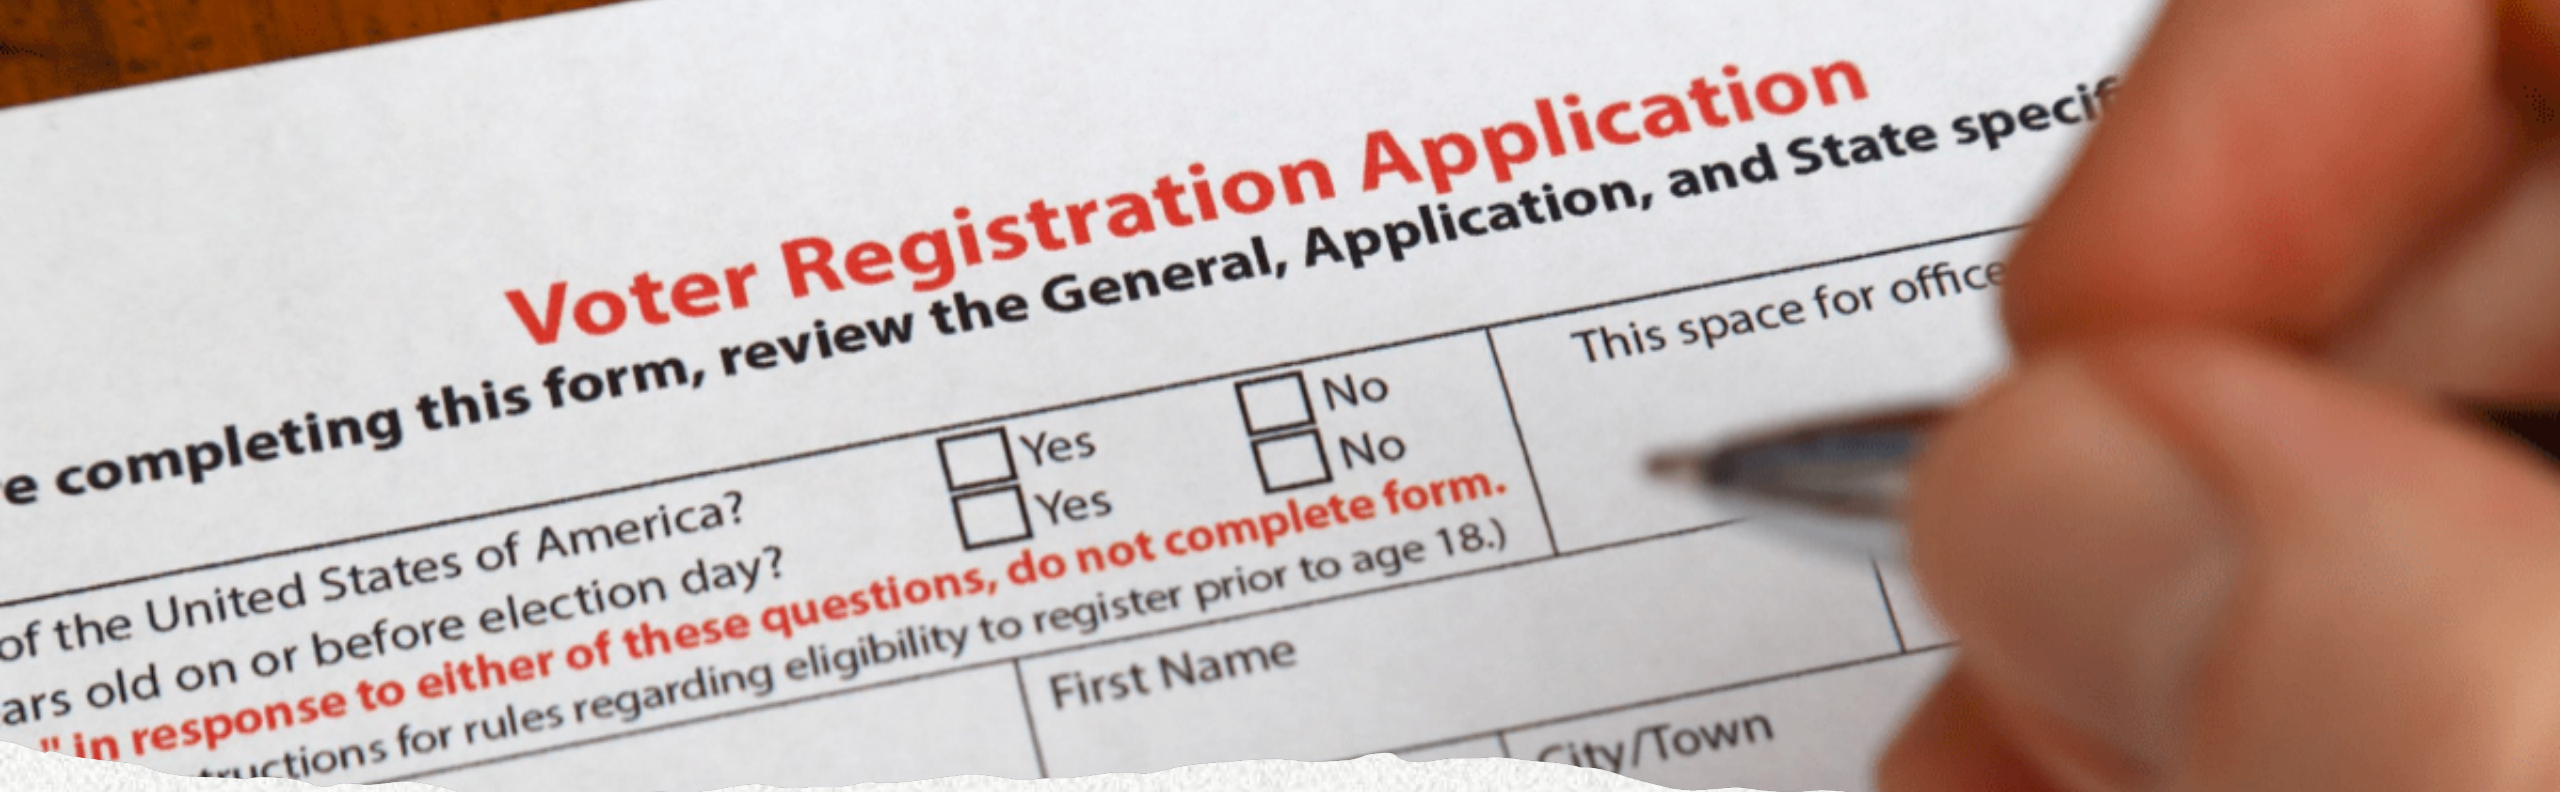 Voter Registration Application
e completing this form, review the General, Application, and State specif
of the United States of America? Yes No
ars old on or before election day? Yes No
" in response to either of these questions, do not complete form.
tructions for rules regarding eligibility to register prior to age 18.)
This space for office
First Name
City/Town